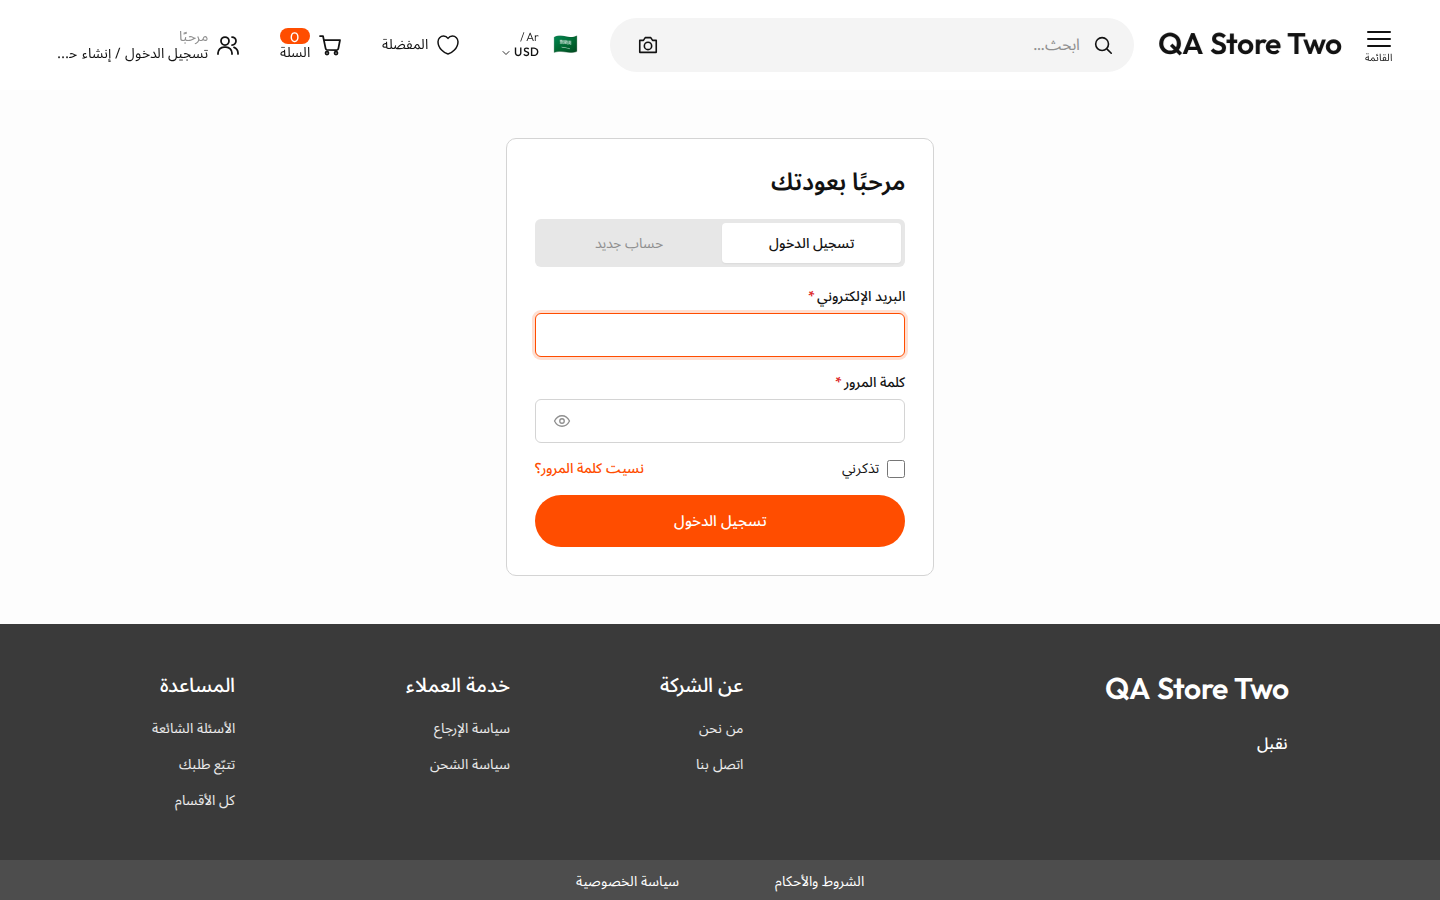 القائمة
QA Store Two
ابحث...
Ar /
USD
المفضلة
0
السلة
مرحبًا
تسجيل الدخول / إنشاء حـ...
مرحبًا بعودتك
تسجيل الدخول
حساب جديد
البريد الإلكتروني *
كلمة المرور *
تذكرني
نسيت كلمة المرور؟
تسجيل الدخول
QA Store Two
نقبل
عن الشركة
من نحن
اتصل بنا
خدمة العملاء
سياسة الإرجاع
سياسة الشحن
المساعدة
الأسئلة الشائعة
تتبّع طلبك
كل الأقسام
الشروط والأحكام
سياسة الخصوصية